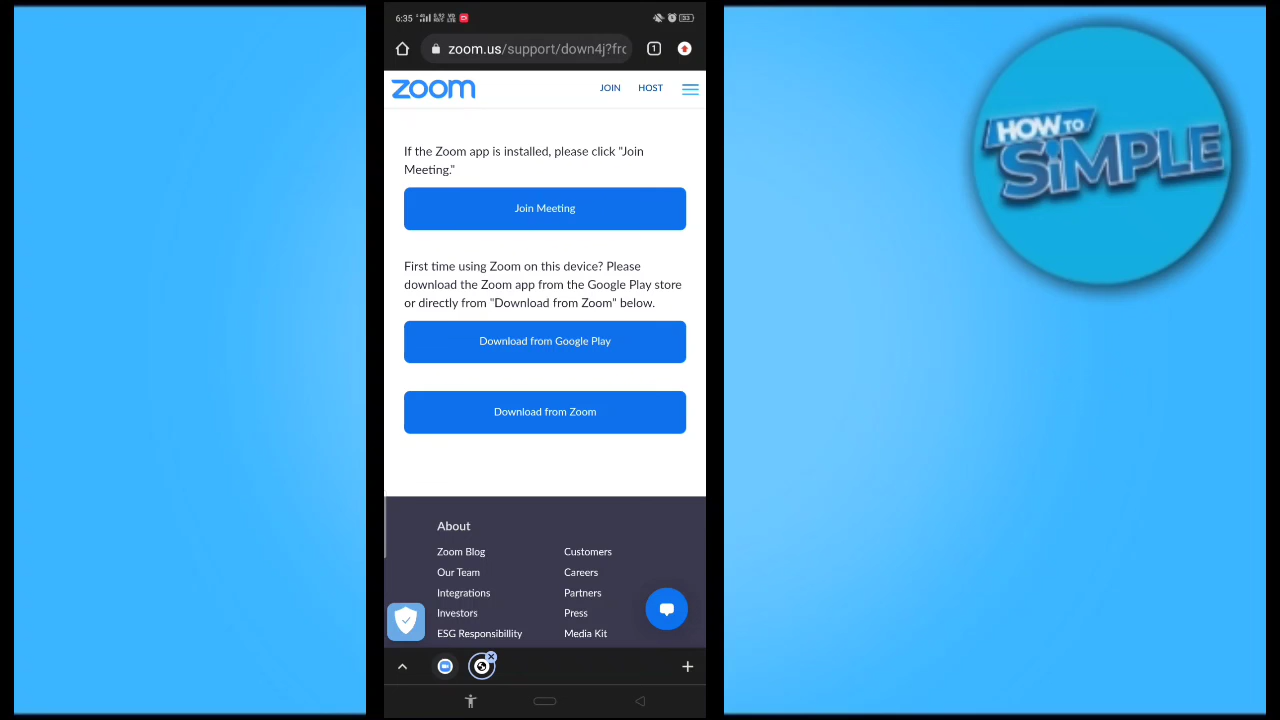 6:35
zoom.us/support/down4j?frc
1
zoom
JOIN
HOST
HOW TO
SIMPLE
If the Zoom app is installed, please click "Join
Meeting."
Join Meeting
First time using Zoom on this device? Please
download the Zoom app from the Google Play store
or directly from "Download from Zoom" below.
Download from Google Play
Download from Zoom
About
Zoom Blog
Customers
Our Team
Careers
Integrations
Partners
Investors
Press
ESG Responsibility
Media Kit